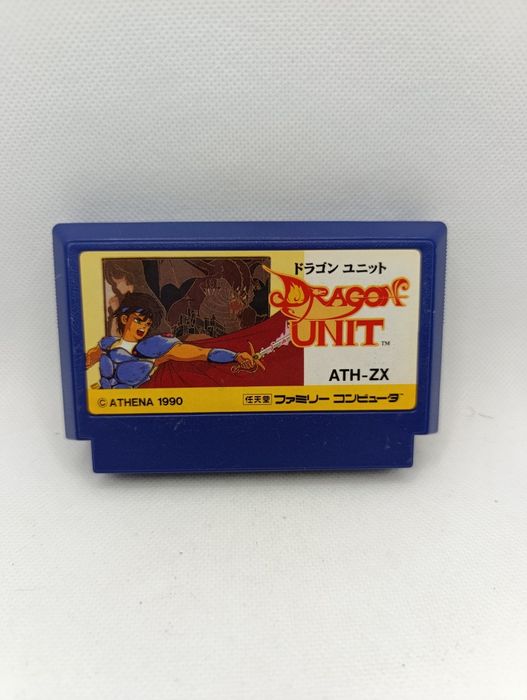 ドラゴン ユニット
DRAGON
UNIT™
ATH-ZX
© ATHENA 1990
任天堂 ファミリー コンピュータ